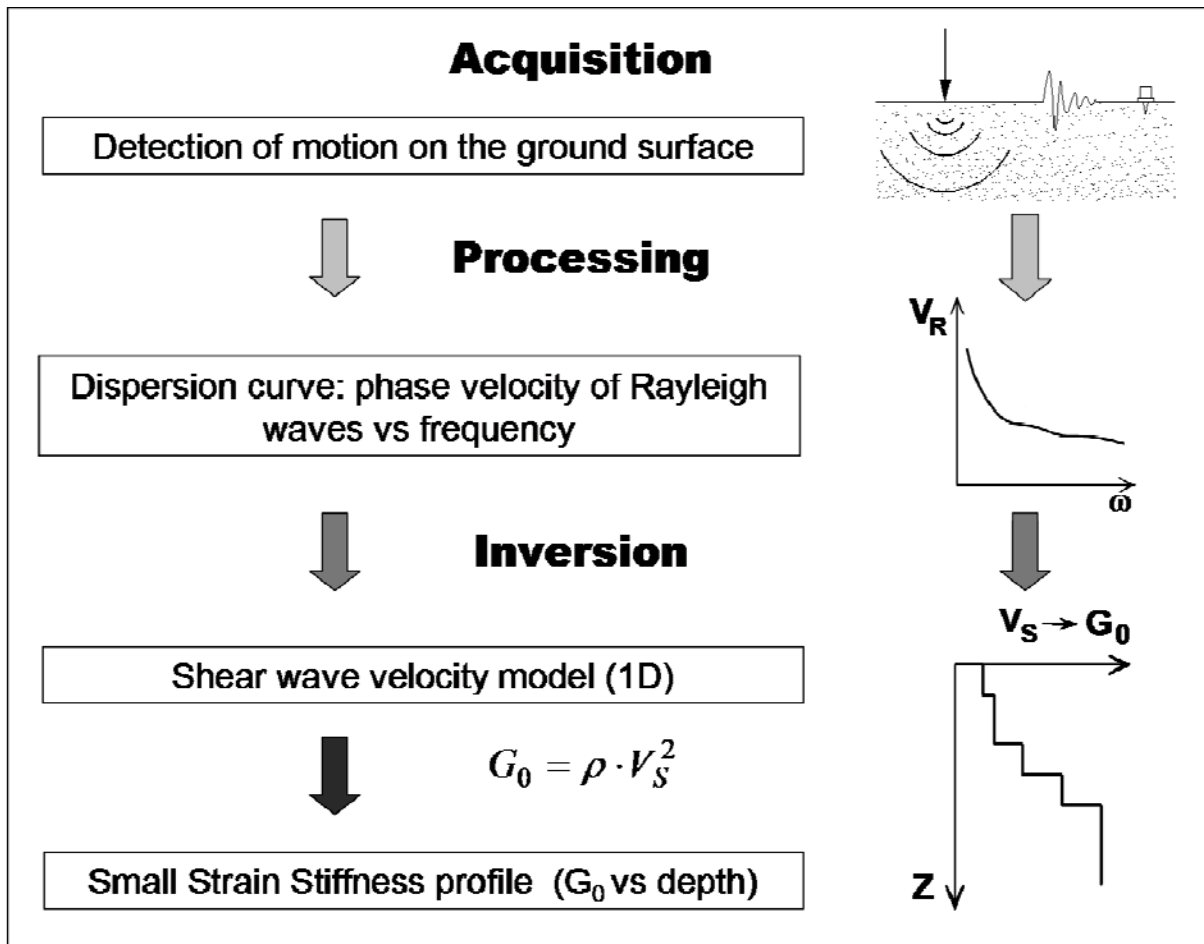 Acquisition
Detection of motion on the ground surface
Processing
V_R
Dispersion curve: phase velocity of Rayleigh
waves vs frequency
ω
Inversion
V_S → G_0
Shear wave velocity model (1D)
G_0 = ρ · V_S^2
Small Strain Stiffness profile (G_0 vs depth)
Z